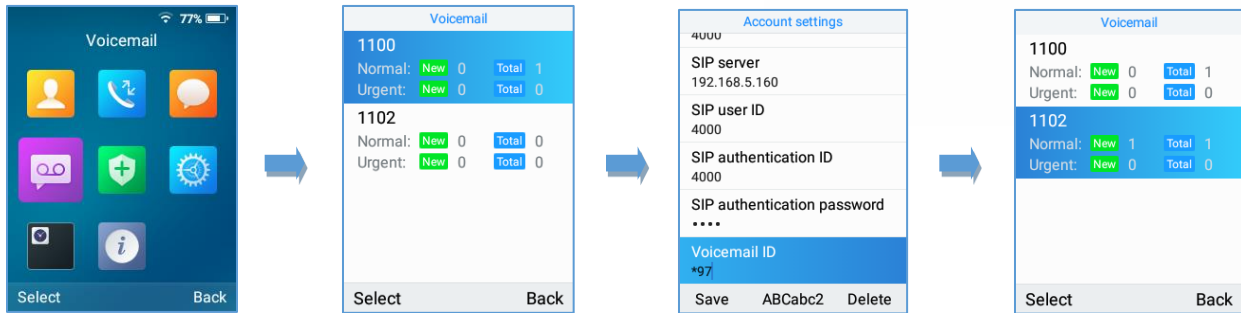 77%
Voicemail
Select Back
Voicemail
1100
Normal: New 0 Total 1
Urgent: New 0 Total 0
1102
Normal: New 0 Total 0
Urgent: New 0 Total 0
Select Back
Account settings
4000
SIP server
192.168.5.160
SIP user ID
4000
SIP authentication ID
4000
SIP authentication password
••••
Voicemail ID
*97
Save ABCabc2 Delete
Voicemail
1100
Normal: New 0 Total 1
Urgent: New 0 Total 0
1102
Normal: New 1 Total 1
Urgent: New 0 Total 0
Select Back